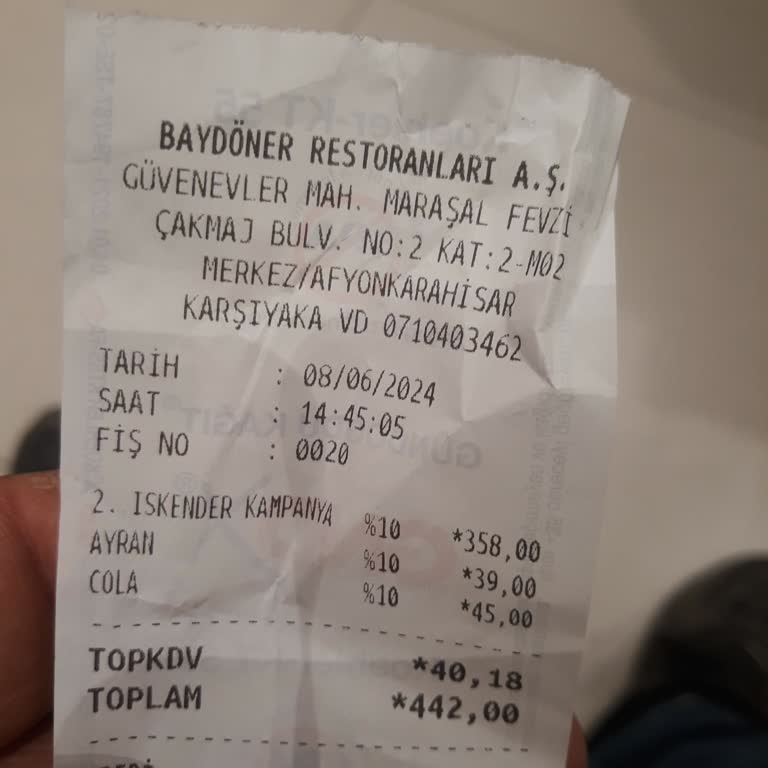 BAYDÖNER RESTORANLARI A.Ş.
GÜVENEVLER MAH. MARAŞAL FEVZİ
ÇAKMAJ BULV. NO:2 KAT:2-M02
MERKEZ/AFYONKARAHİSAR
KARŞIYAKA VD 0710403462
TARİH : 08/06/2024
SAAT : 14:45:05
FİŞ NO : 0020
2. ISKENDER KAMPANYA %10 *358,00
AYRAN %10 *39,00
COLA %10 *45,00
TOPKDV *40,18
TOPLAM *442,00